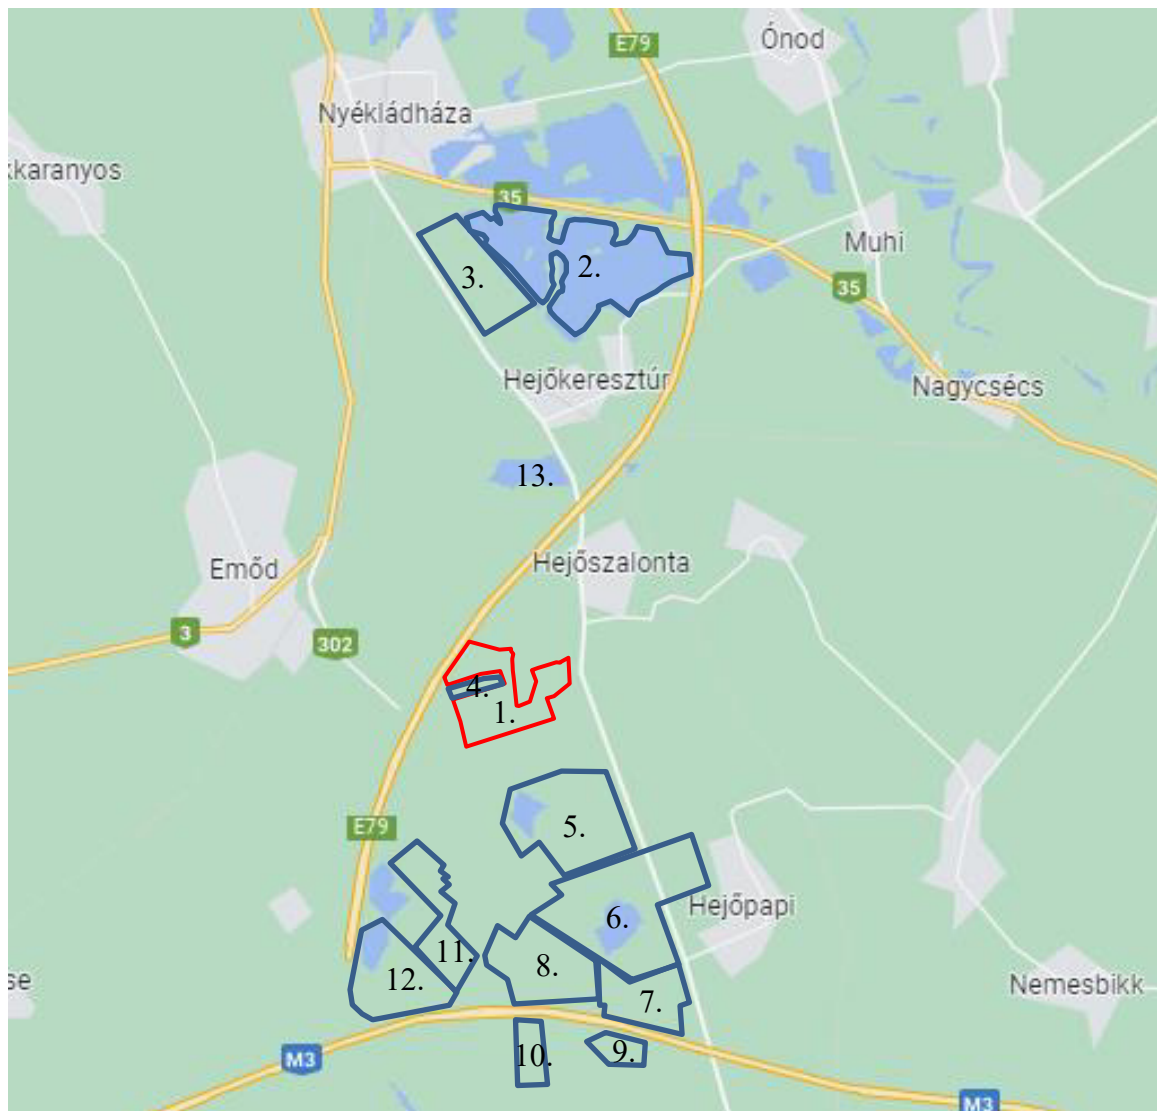 Ónod
E79
Nyékládháza
kkaranyos
35
Muhi
2.
3.
35
Hejőkeresztúr
Nagycsécs
13.
Hejőszalonta
Emőd
3
302
4.
1.
5.
E79
Hejőpapi
6.
11.
8.
12.
se
Nemesbikk
7.
9.
10.
M3
M3